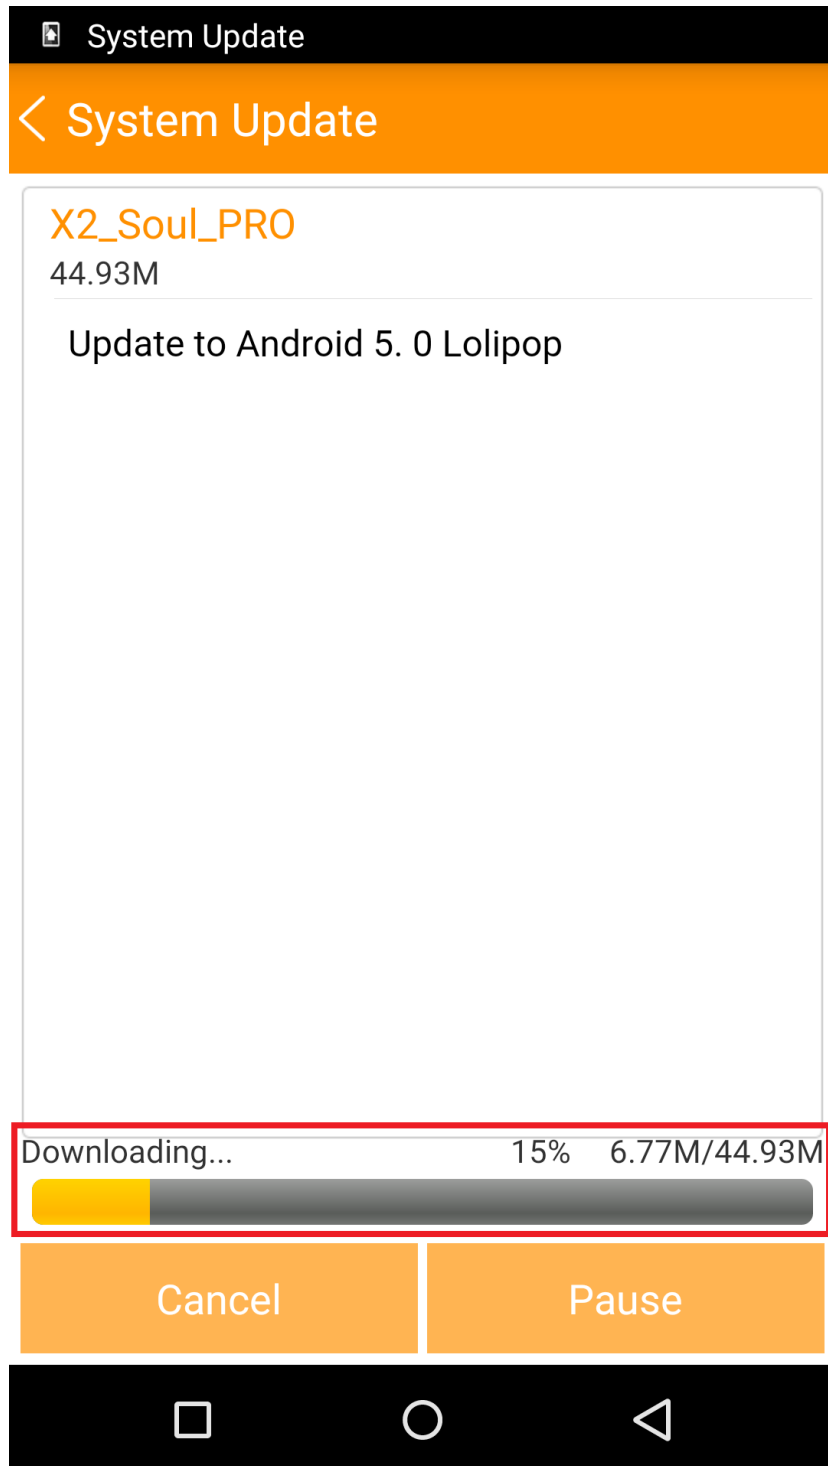 System Update
System Update
X2_Soul_PRO
44.93M
Update to Android 5. 0 Lolipop
Downloading... 15% 6.77M/44.93M
Cancel Pause